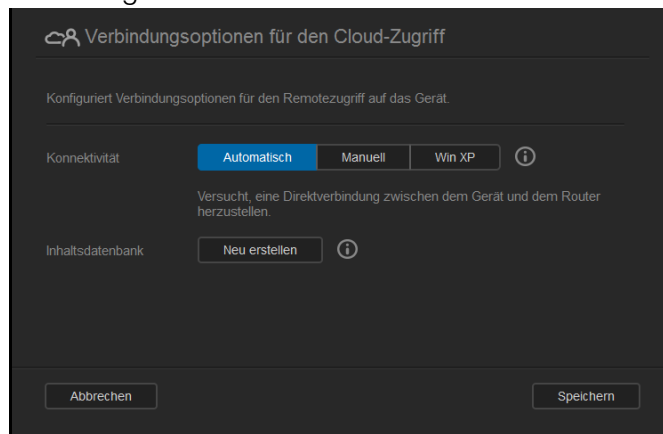 Verbindungsoptionen für den Cloud-Zugriff
Konfiguriert Verbindungsoptionen für den Remotezugriff auf das Gerät.
Konnektivität Automatisch Manuell Win XP
Versucht, eine Direktverbindung zwischen dem Gerät und dem Router
herzustellen.
Inhaltsdatenbank Neu erstellen
Abbrechen Speichern